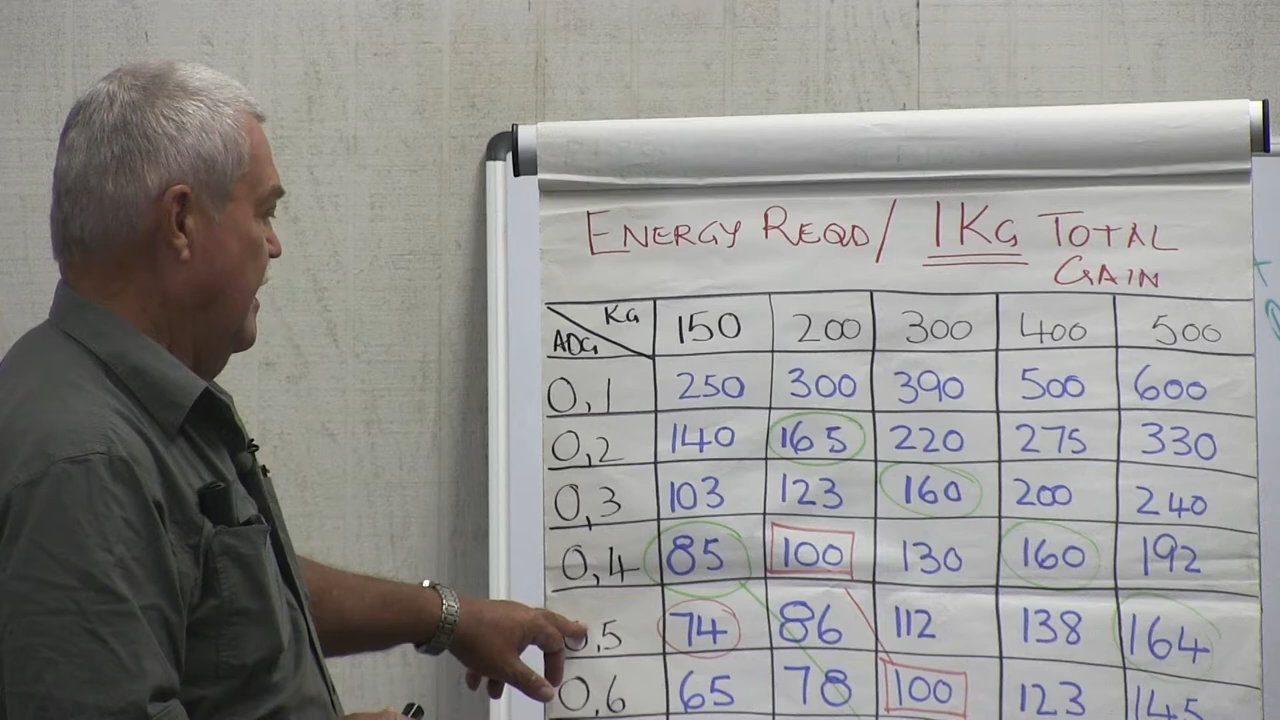 ENERGY REQD / 1KG TOTAL
GAIN
KG
ADG
150 200 300 400 500
0,1 250 300 390 500 600
0,2 140 165 220 275 330
0,3 103 123 160 200 240
0,4 85 100 130 160 192
,5 74 86 112 138 164
0,6 65 78 100 123 145